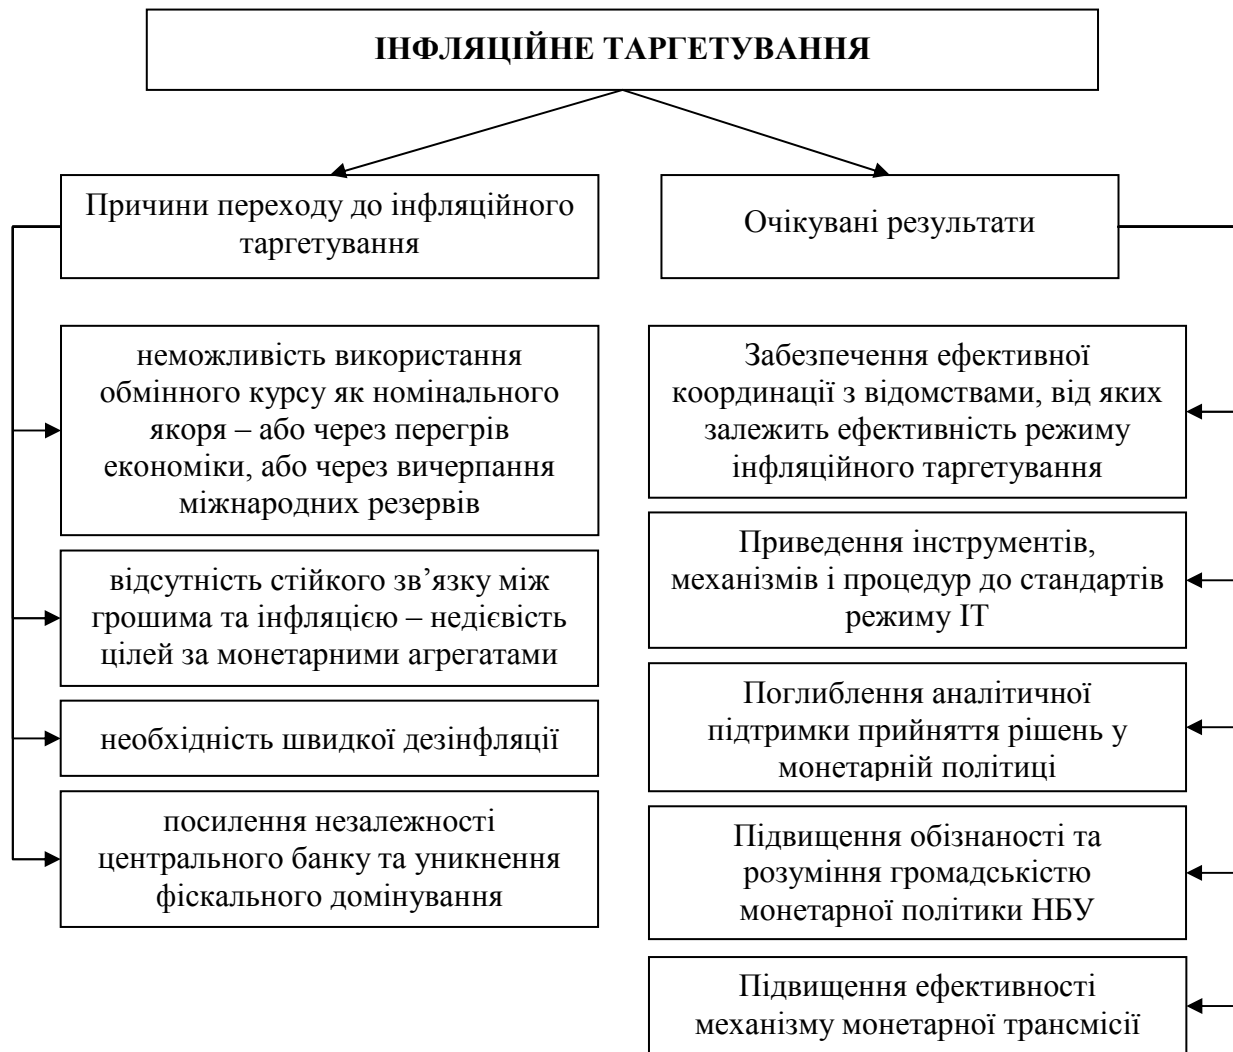 ІНФЛЯЦІЙНЕ ТАРГЕТУВАННЯ
Причини переходу до інфляційного
таргетування
неможливість використання
обмінного курсу як номінального
якоря – або через перегрів
економіки, або через вичерпання
міжнародних резервів
відсутність стійкого зв’язку між
грошима та інфляцією – недієвість
цілей за монетарними агрегатами
необхідність швидкої дезінфляції
посилення незалежності
центрального банку та уникнення
фіскального домінування
Очікувані результати
Забезпечення ефективної
координації з відомствами, від яких
залежить ефективність режиму
інфляційного таргетування
Приведення інструментів,
механізмів і процедур до стандартів
режиму ІТ
Поглиблення аналітичної
підтримки прийняття рішень у
монетарній політиці
Підвищення обізнаності та
розуміння громадськістю
монетарної політики НБУ
Підвищення ефективності
механізму монетарної трансмісії